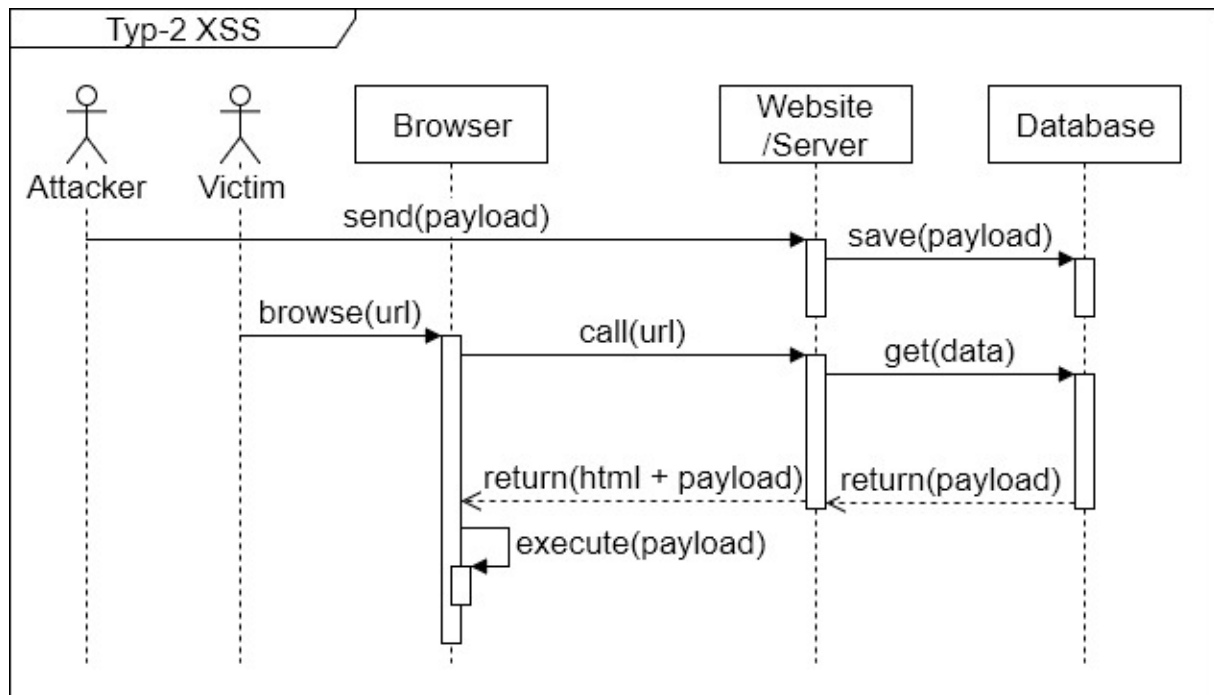 Typ-2 XSS
Attacker
Victim
Browser
Website
/Server
Database
send(payload)
save(payload)
browse(url)
call(url)
get(data)
return(html + payload)
return(payload)
execute(payload)